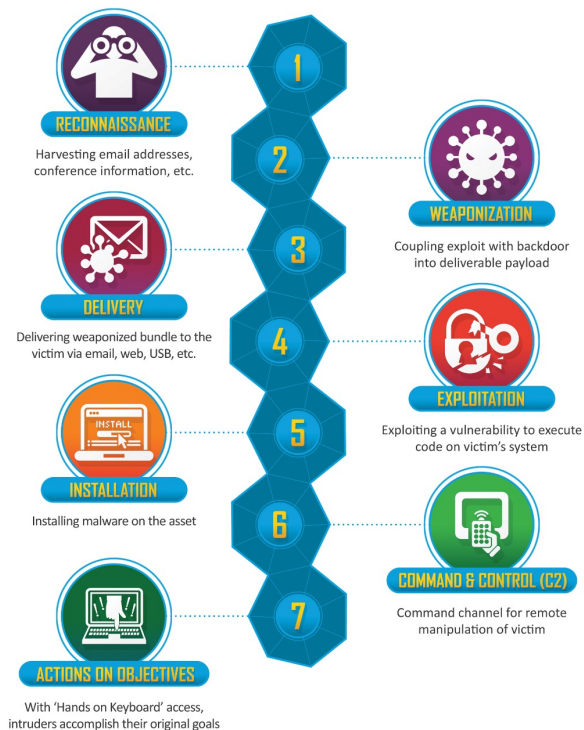 1
RECONNAISSANCE
Harvesting email addresses,
conference information, etc.
2
WEAPONIZATION
Coupling exploit with backdoor
into deliverable payload
3
DELIVERY
Delivering weaponized bundle to the
victim via email, web, USB, etc.
4
EXPLOITATION
Exploiting a vulnerability to execute
code on victim's system
5
INSTALL
INSTALLATION
Installing malware on the asset
6
COMMAND & CONTROL (C2)
Command channel for remote
manipulation of victim
7
ACTIONS ON OBJECTIVES
With 'Hands on Keyboard' access,
intruders accomplish their original goals